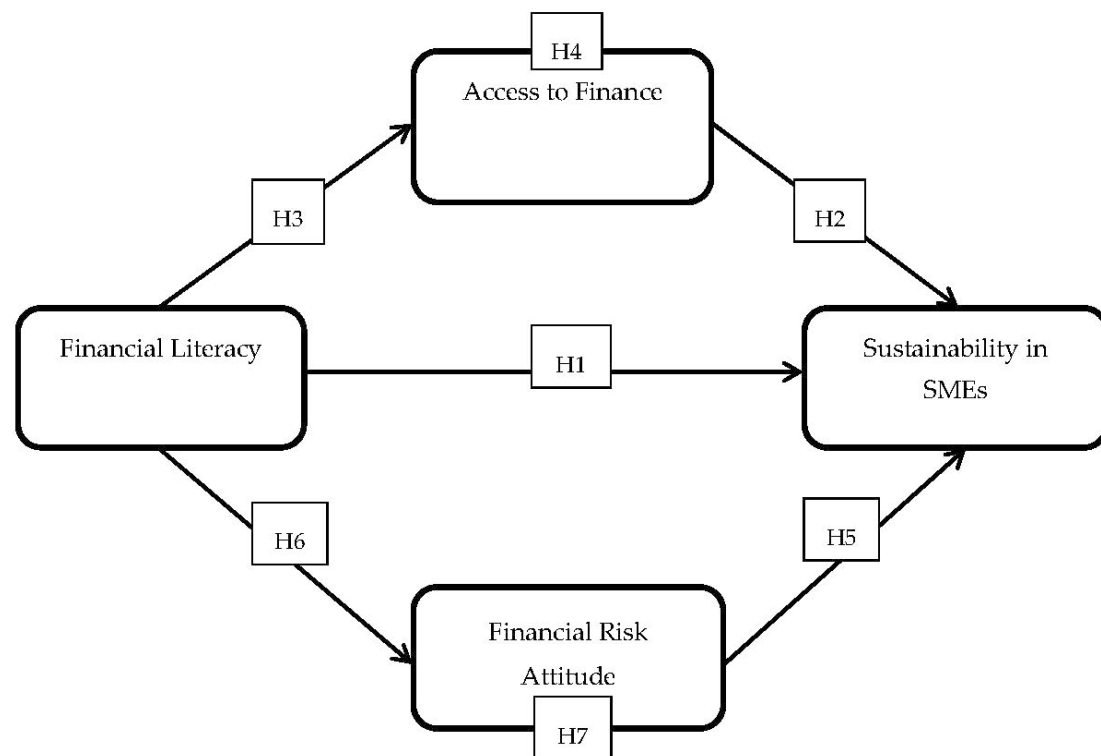 H4
Access to Finance
H3
H2
Financial Literacy
H1
Sustainability in
SMEs
H6
H5
Financial Risk
Attitude
H7